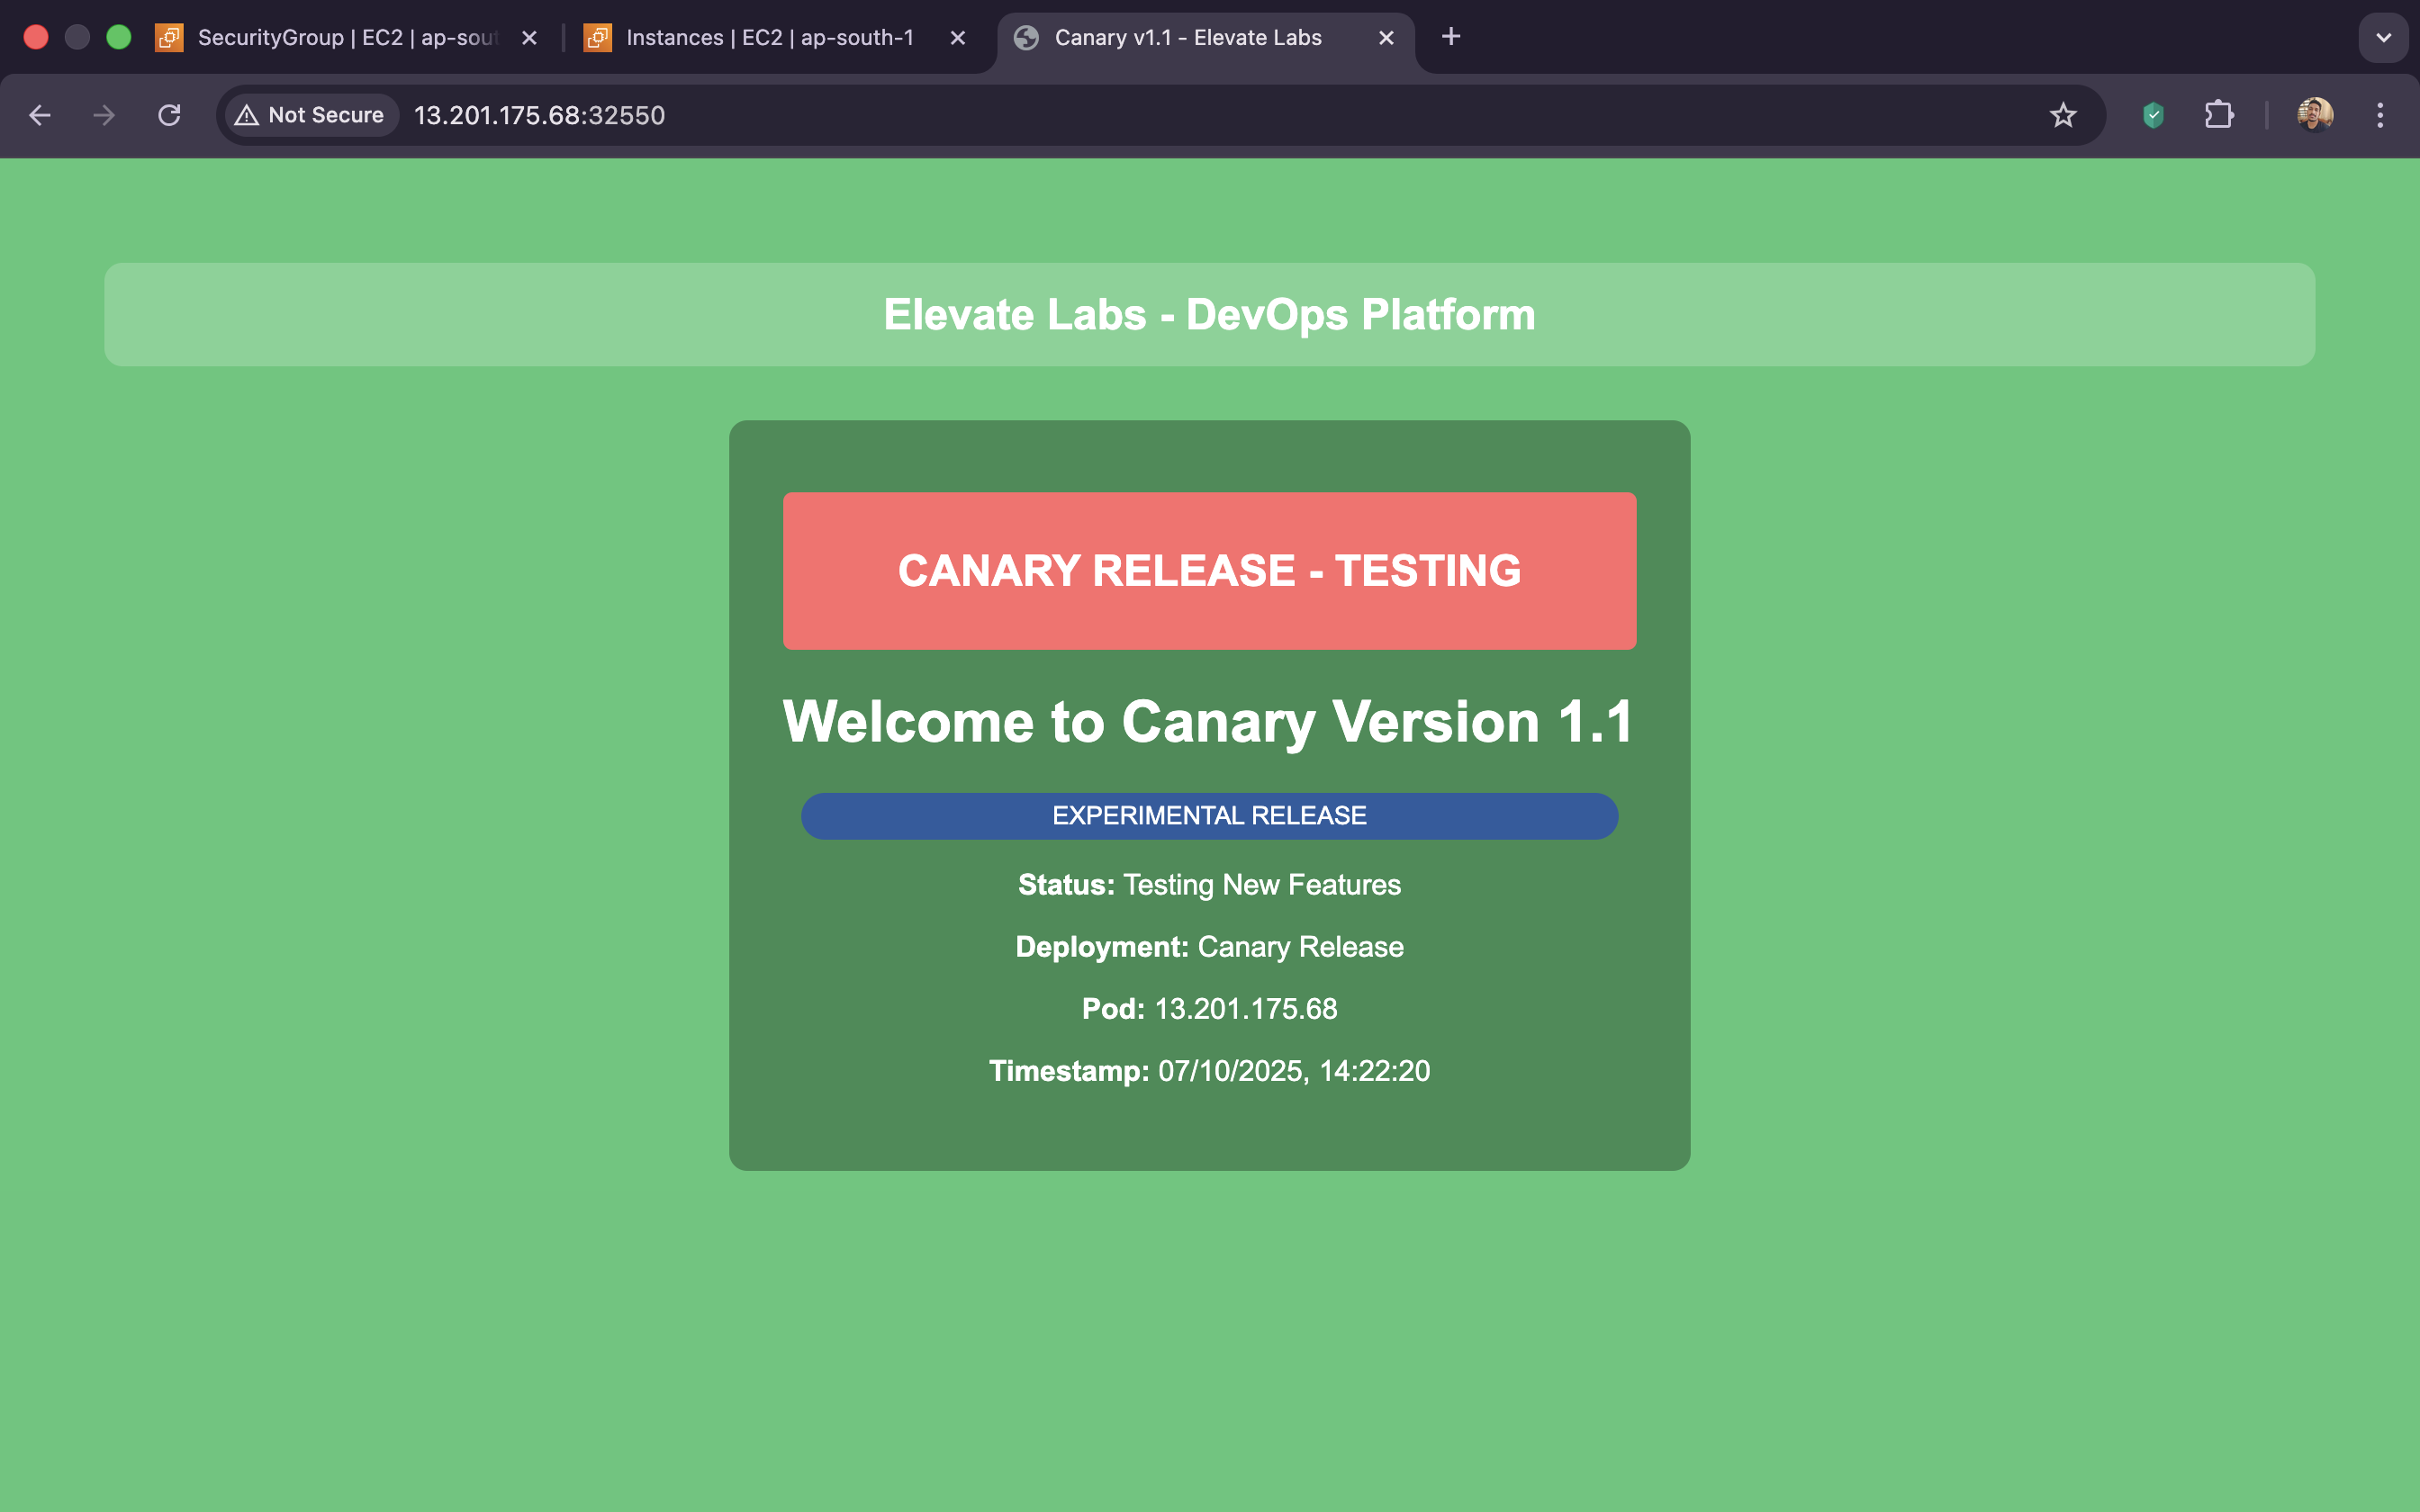 SecurityGroup | EC2 | ap-sout
Instances | EC2 | ap-south-1
Canary v1.1 - Elevate Labs
Not Secure
13.201.175.68:32550
Elevate Labs - DevOps Platform
CANARY RELEASE - TESTING
Welcome to Canary Version 1.1
EXPERIMENTAL RELEASE
Status: Testing New Features
Deployment: Canary Release
Pod: 13.201.175.68
Timestamp: 07/10/2025, 14:22:20